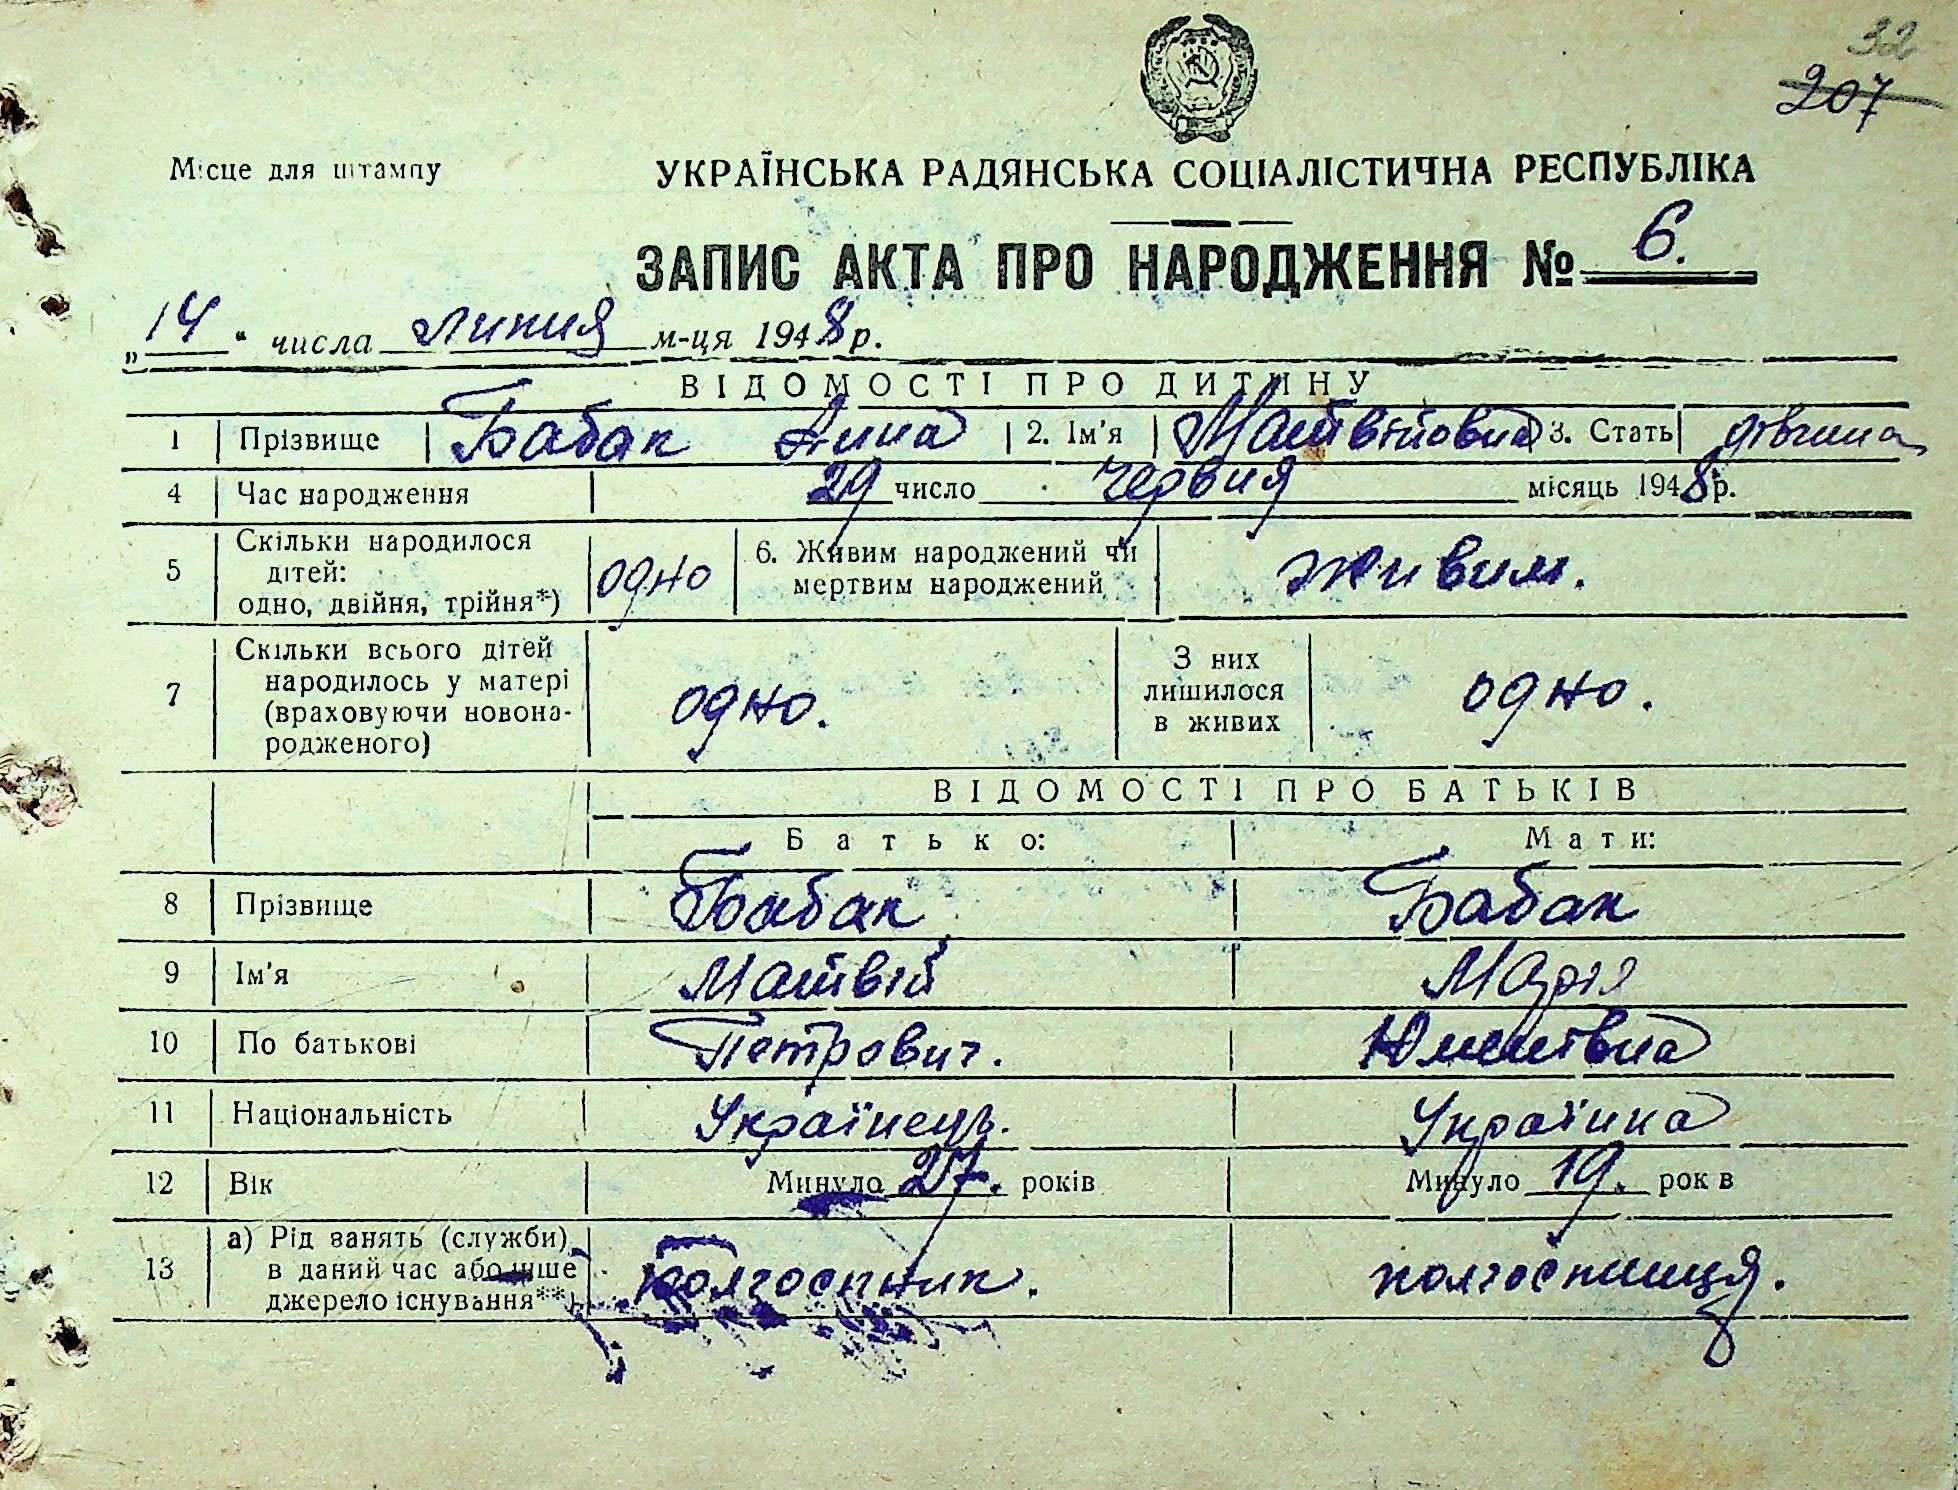 32
207
Місце для штампу
УКРАЇНСЬКА РАДЯНСЬКА СОЦІАЛІСТИЧНА РЕСПУБЛІКА
ЗАПИС АКТА ПРО НАРОДЖЕННЯ № 6.
„14“ числа липня м-ця 1948 р.
ВІДОМОСТІ ПРО ДИТИНУ
1 Прізвище Бабак Анна 2. Ім'я Матвіївна 3. Стать дівчина
4 Час народження 29 число червня місяць 1948 р.
5 Скільки народилося дітей: одно, двійня, трійня*) одно 6. Живим народжений чи мертвим народжений живим.
7 Скільки всього дітей народилось у матері (враховуючи новонародженого) одно. З них лишилося в живих одно.
ВІДОМОСТІ ПРО БАТЬКІВ
Батько: Мати:
8 Прізвище Бабак Бабак
9 Ім'я Матвій Марія
10 По батькові Петрович.
11 Національність Українець. Українка
12 Вік Минуло 27. років Минуло 19. рок в
13 а) Рід занять (служби) в даний час або інше джерело існування**) Колгоспник. колгоспниця.